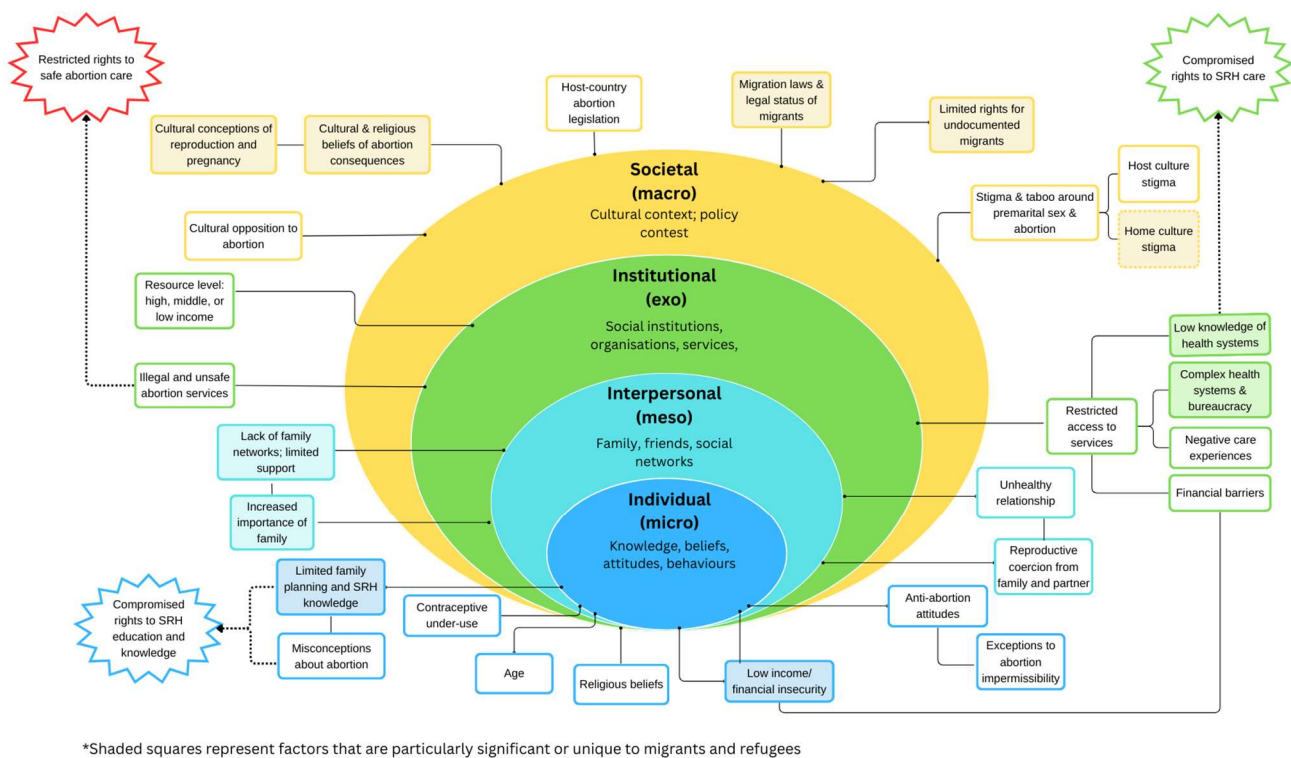 Restricted rights to
safe abortion care
Compromised
rights to SRH care
Host-country
abortion
legislation
Migration laws &
legal status of
migrants
Limited rights for
undocumented
migrants
Cultural conceptions of
reproduction and
pregnancy
Cultural & religious
beliefs of abortion
consequences
Societal
(macro)
Cultural context; policy
contest
Host culture
stigma
Stigma & taboo around
premarital sex &
abortion
Home culture
stigma
Cultural opposition to
abortion
Institutional
(exo)
Social institutions,
organisations, services,
Resource level:
high, middle, or
low income
Low knowledge of
health systems
Illegal and unsafe
abortion services
Complex health
systems &
bureaucracy
Interpersonal
(meso)
Family, friends, social
networks
Restricted
access to
services
Negative care
experiences
Lack of family
networks; limited
support
Unhealthy
relationship
Financial barriers
Increased
importance of
family
Individual
(micro)
Knowledge, beliefs,
attitudes, behaviours
Reproductive
coercion from
family and partner
Limited family
planning and SRH
knowledge
Compromised
rights to SRH
education and
knowledge
Contraceptive
under-use
Anti-abortion
attitudes
Misconceptions
about abortion
Age
Religious beliefs
Low income/
financial insecurity
Exceptions to
abortion
impermissibility
*Shaded squares represent factors that are particularly significant or unique to migrants and refugees